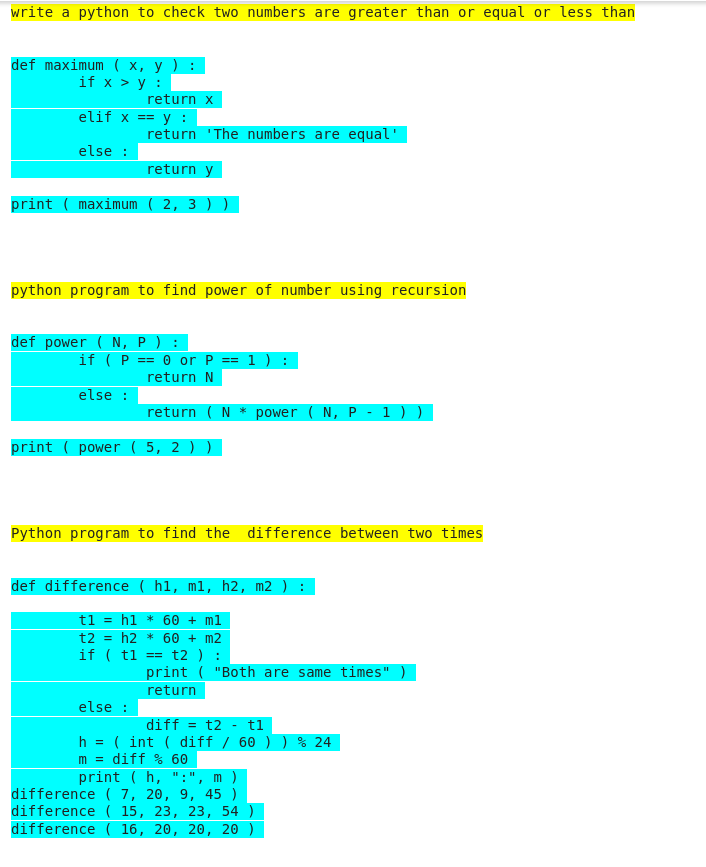 write a python to check two numbers are greater than or equal or less than
def maximum ( x, y ) :
        if x > y :
                return x
        elif x == y :
                return 'The numbers are equal'
        else :
                return y
print ( maximum ( 2, 3 ) )
python program to find power of number using recursion
def power ( N, P ) :
        if ( P == 0 or P == 1 ) :
                return N
        else :
                return ( N * power ( N, P - 1 ) )
print ( power ( 5, 2 ) )
Python program to find the  difference between two times
def difference ( h1, m1, h2, m2 ) :
        t1 = h1 * 60 + m1
        t2 = h2 * 60 + m2
        if ( t1 == t2 ) :
                print ( "Both are same times" )
                return
        else :
                diff = t2 - t1
        h = ( int ( diff / 60 ) ) % 24
        m = diff % 60
        print ( h, ":", m )
difference ( 7, 20, 9, 45 )
difference ( 15, 23, 23, 54 )
difference ( 16, 20, 20, 20 )